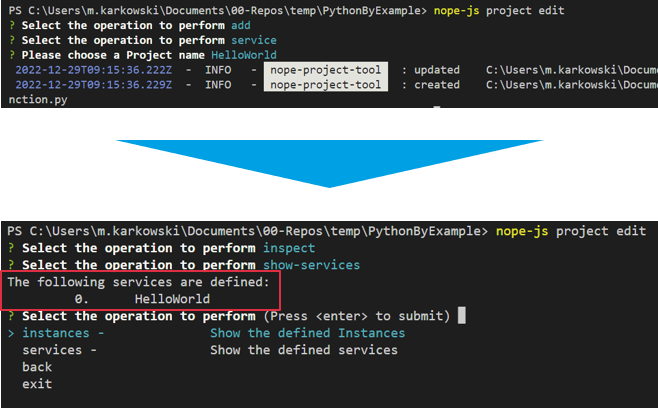 PS C:\Users\m.karkowski\Documents\00-Repos\temp\PythonByExample> nope-js project edit
? Select the operation to perform add
? Select the operation to perform service
? Please choose a Project name HelloWorld
2022-12-29T09:15:36.222Z - INFO - nope-project-tool : updated C:\Users\m.karkowski\Docume
2022-12-29T09:15:36.229Z - INFO - nope-project-tool : created C:\Users\m.karkowski\Docume
nction.py
PS C:\Users\m.karkowski\Documents\00-Repos\temp\PythonByExample> nope-js project edit
? Select the operation to perform inspect
? Select the operation to perform show-services
The following services are defined:
0. HelloWorld
? Select the operation to perform (Press <enter> to submit)
> instances - Show the defined Instances
services - Show the defined services
back
exit